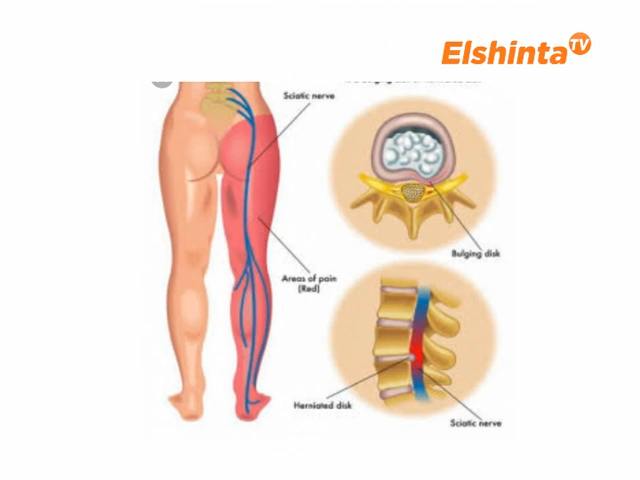 Elshinta TV
Sciatic nerve
Bulging disk
Areas of pain
(Red)
Herniated disk
Sciatic nerve